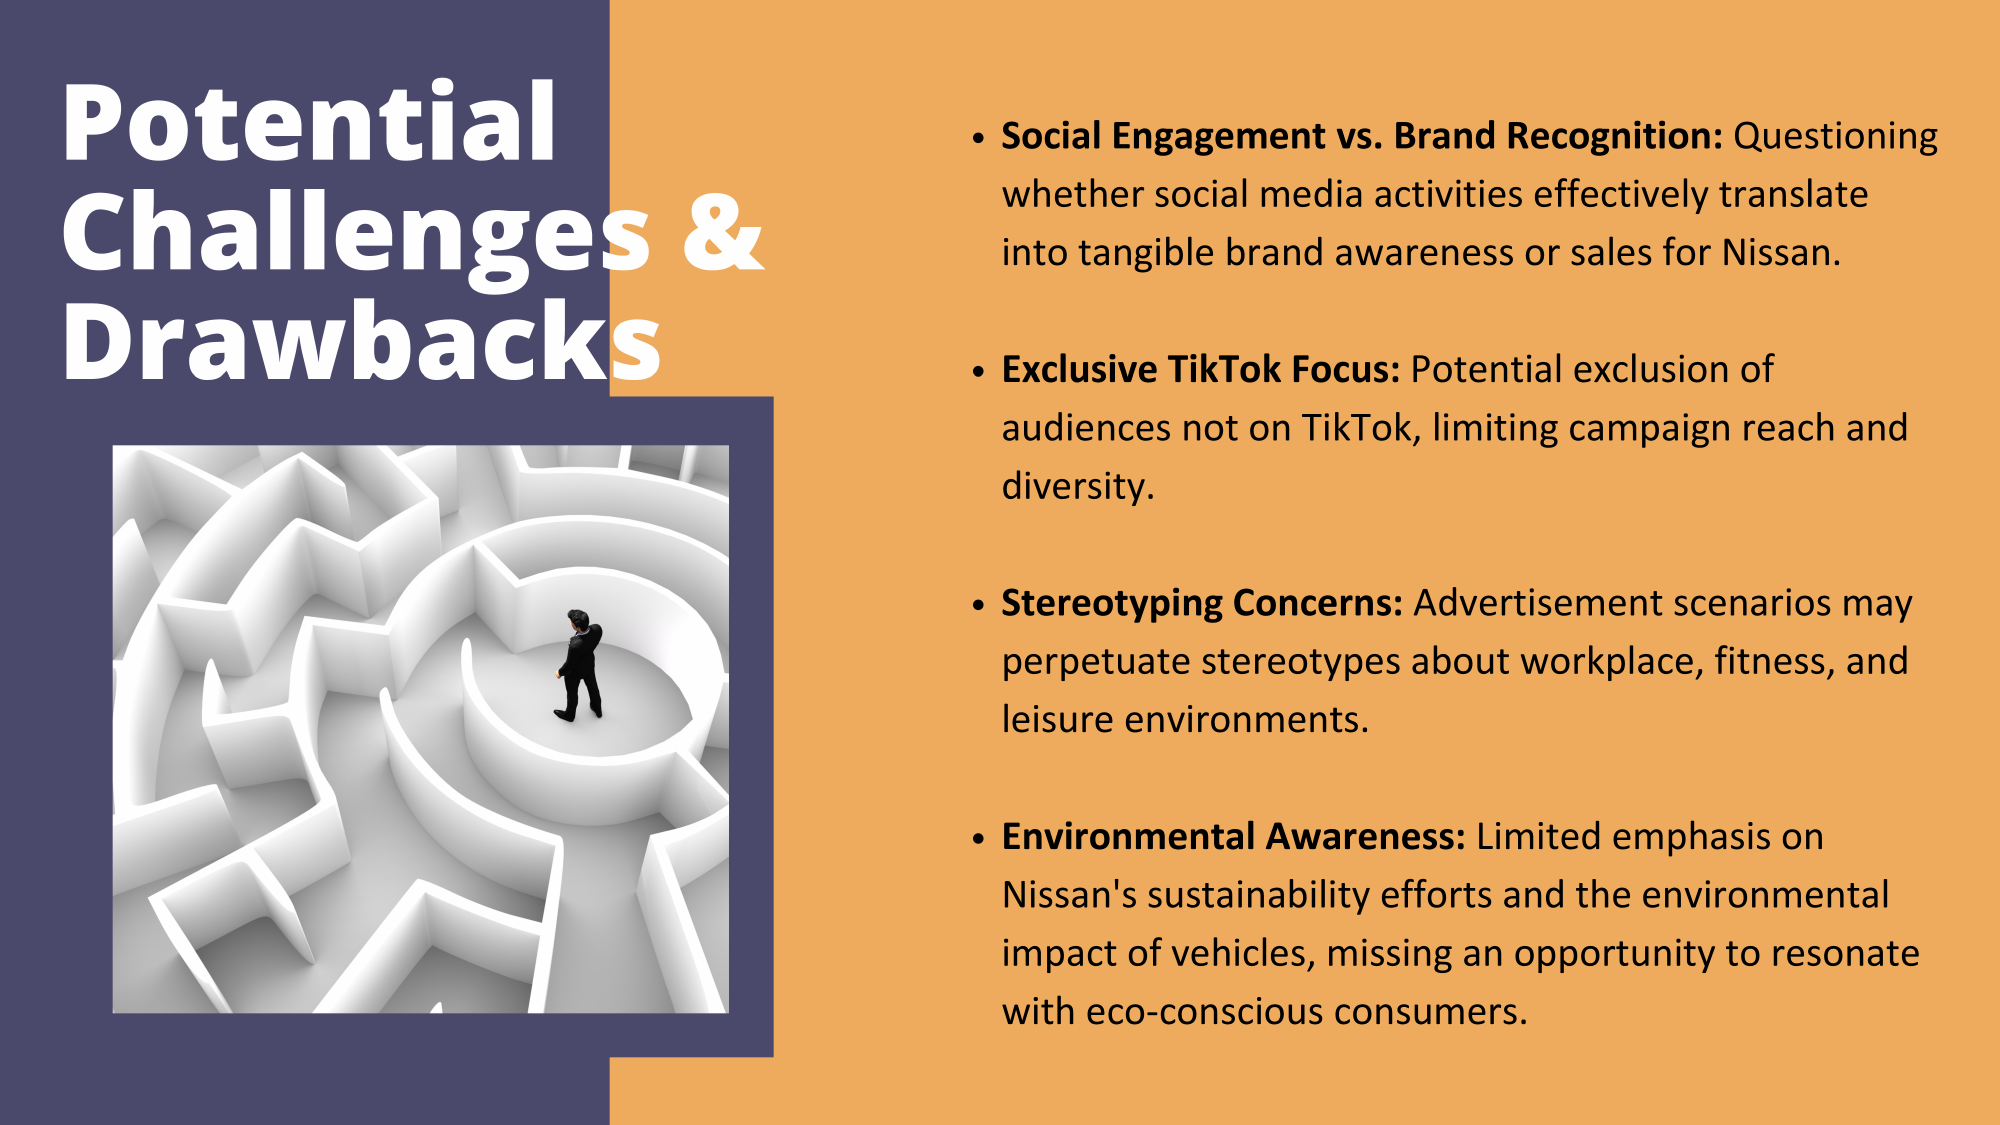 Potential
Challenges &
Drawbacks
• Social Engagement vs. Brand Recognition: Questioning
whether social media activities effectively translate
into tangible brand awareness or sales for Nissan.
• Exclusive TikTok Focus: Potential exclusion of
audiences not on TikTok, limiting campaign reach and
diversity.
• Stereotyping Concerns: Advertisement scenarios may
perpetuate stereotypes about workplace, fitness, and
leisure environments.
• Environmental Awareness: Limited emphasis on
Nissan's sustainability efforts and the environmental
impact of vehicles, missing an opportunity to resonate
with eco-conscious consumers.